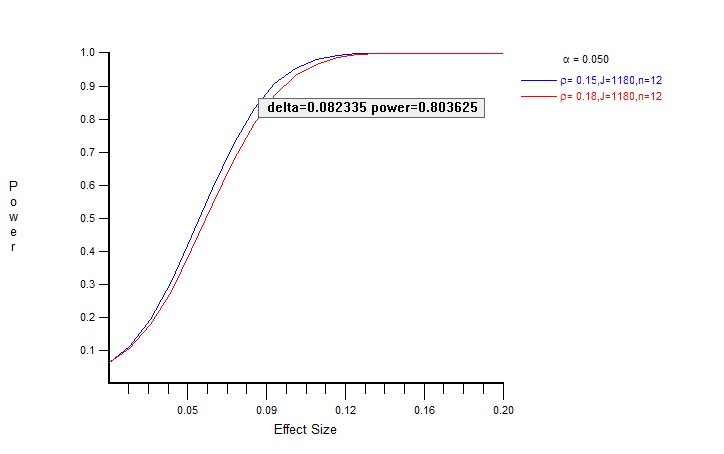 α = 0.050
ρ= 0.15,J=1180,n=12
ρ= 0.18,J=1180,n=12
1.0
0.9
delta=0.082335 power=0.803625
0.8
0.7
0.6
0.5
0.4
0.3
0.2
0.1
Power
0.05 0.09 0.12 0.16 0.20
Effect Size